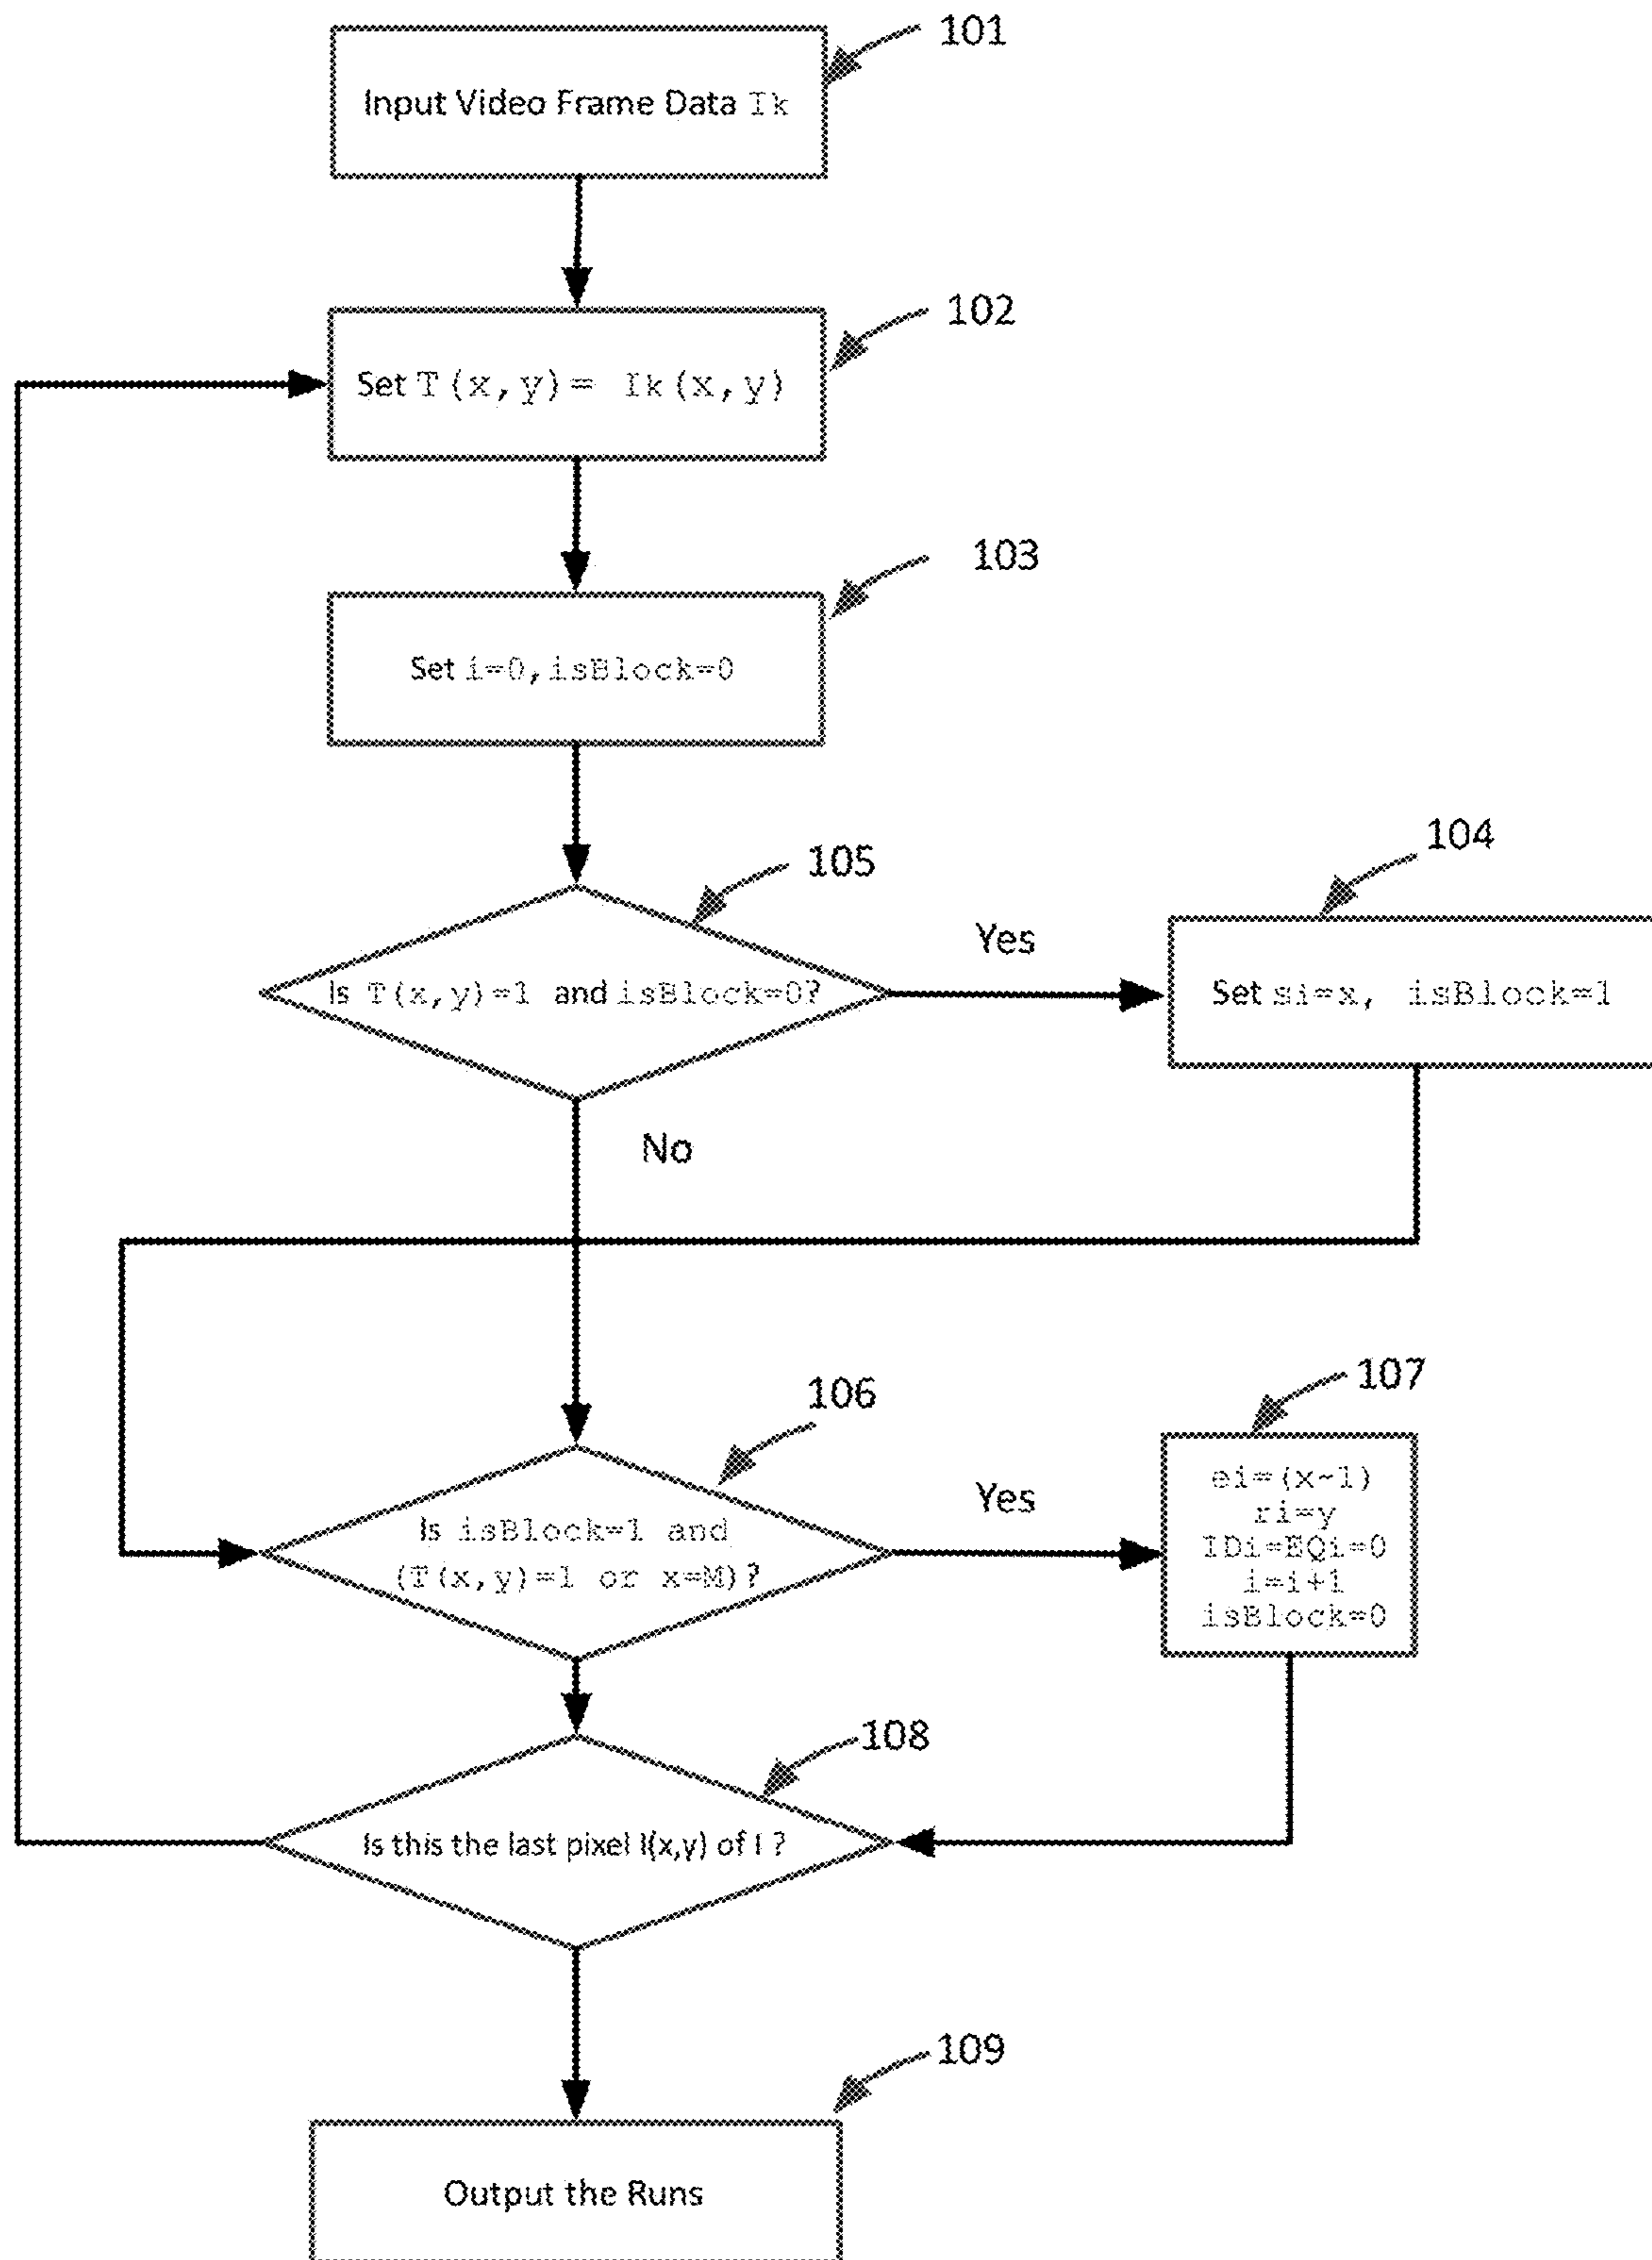 101
Input Video Frame Data Ik
102
Set T(x,y)= Ik(x,y)
103
Set i=0,isBlock=0
105
104
Is T(x,y)=1 and isBlock=0?
Yes
Set si=x, isBlock=1
No
106
107
Is isBlock=1 and
(T(x,y)=1 or x=M)?
Yes
ei=(x-1)
ri=y
IDi=EQi=0
i=i+1
isBlock=0
108
Is this the last pixel I(x,y) of I ?
109
Output the Runs